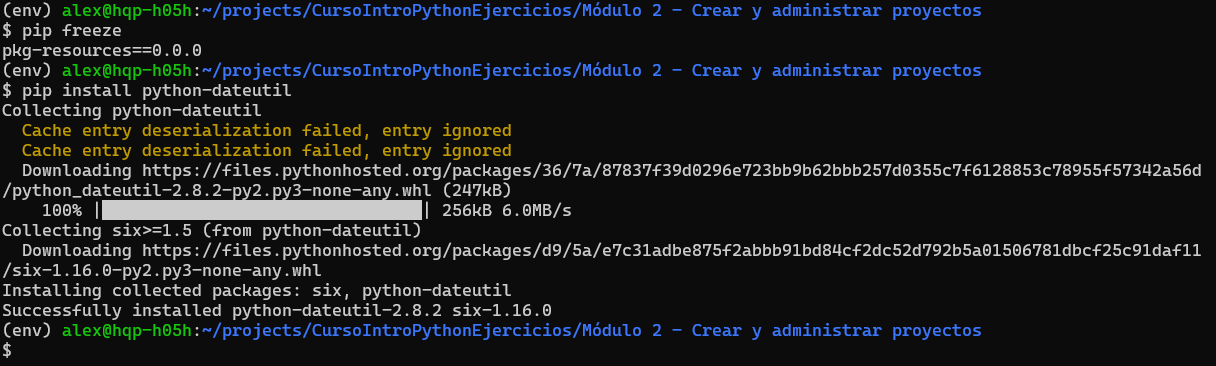 (env) alex@hqp-h05h:~/projects/CursoIntroPythonEjercicios/Módulo 2 - Crear y administrar proyectos
$ pip freeze
pkg-resources==0.0.0
(env) alex@hqp-h05h:~/projects/CursoIntroPythonEjercicios/Módulo 2 - Crear y administrar proyectos
$ pip install python-dateutil
Collecting python-dateutil
  Cache entry deserialization failed, entry ignored
  Cache entry deserialization failed, entry ignored
  Downloading https://files.pythonhosted.org/packages/36/7a/87837f39d0296e723bb9b62bbb257d0355c7f6128853c78955f57342a56d
/python_dateutil-2.8.2-py2.py3-none-any.whl (247kB)
    100% |████████████████████████████████| 256kB 6.0MB/s
Collecting six>=1.5 (from python-dateutil)
  Downloading https://files.pythonhosted.org/packages/d9/5a/e7c31adbe875f2abbb91bd84cf2dc52d792b5a01506781dbcf25c91daf11
/six-1.16.0-py2.py3-none-any.whl
Installing collected packages: six, python-dateutil
Successfully installed python-dateutil-2.8.2 six-1.16.0
(env) alex@hqp-h05h:~/projects/CursoIntroPythonEjercicios/Módulo 2 - Crear y administrar proyectos
$